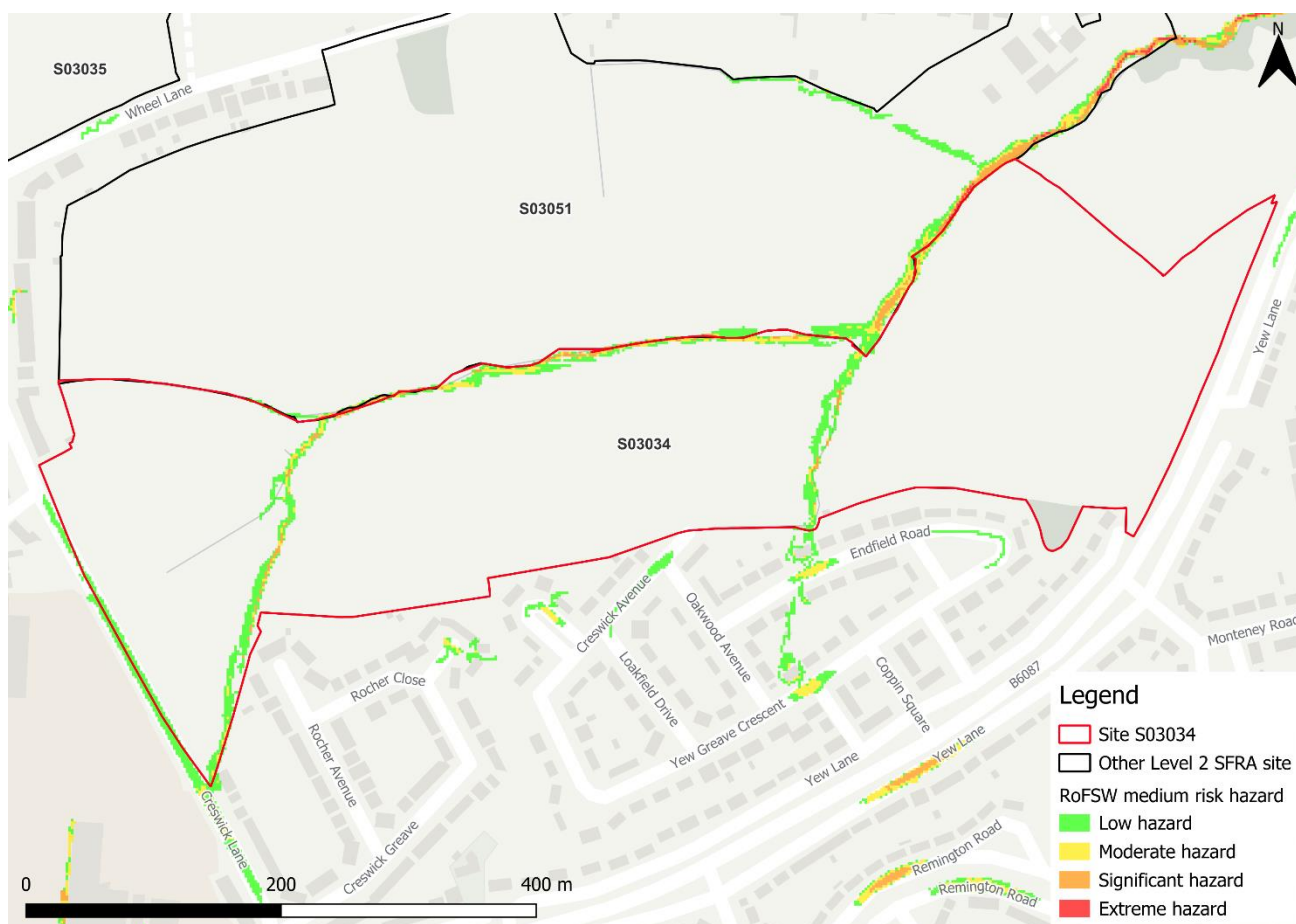 N
S03035
Wheel Lane
S03051
Yew Lane
S03034
Endfield Road
Creswick Avenue
Oakwood Avenue
Monteney Road
Loakfield Drive
Coppin Square
B6087
Rocher Close
Yew Greave Crescent
Rocher Avenue
Yew Lane
Yew Lane
Creswick Lane
Creswick Greave
Remington Road
Remington Road
0 200 400 m
Legend
Site S03034
Other Level 2 SFRA site
RoFSW medium risk hazard
Low hazard
Moderate hazard
Significant hazard
Extreme hazard